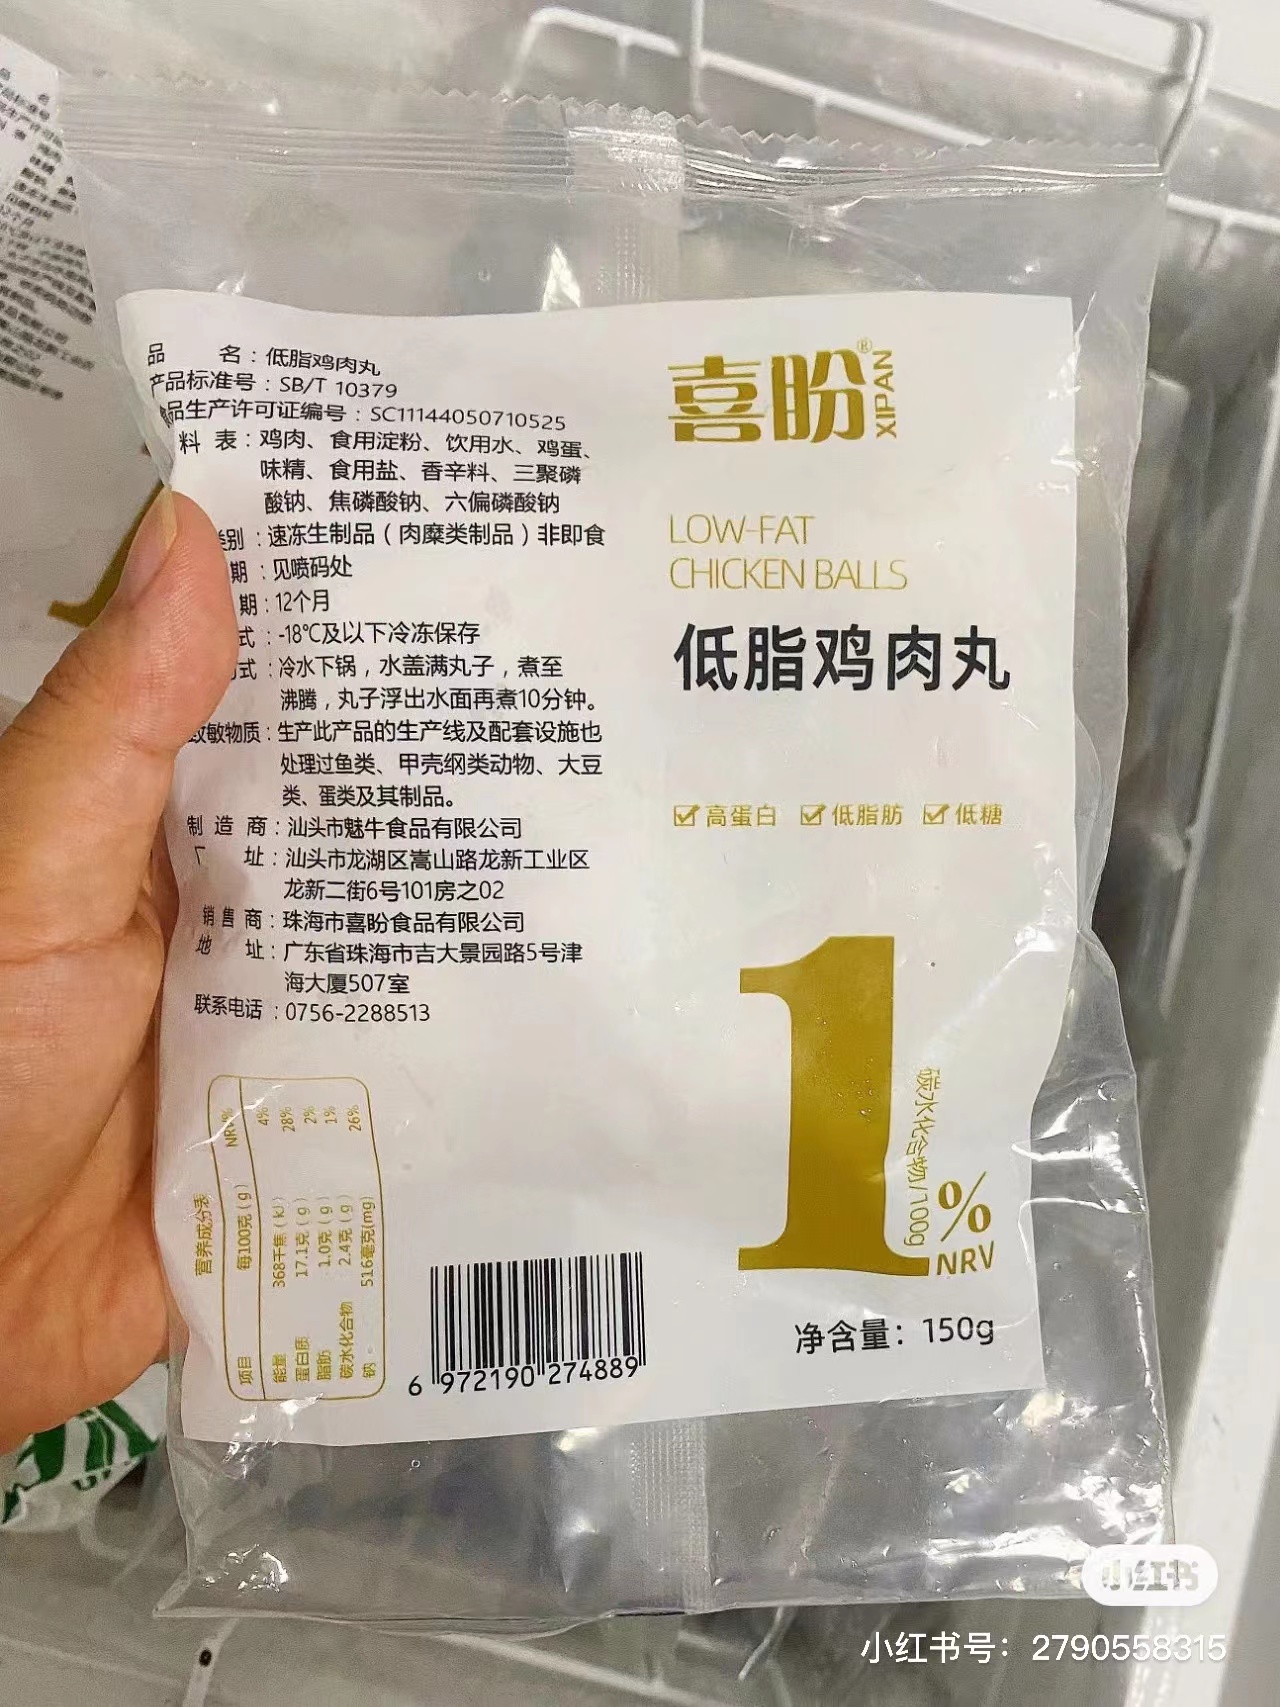 品 名：低脂鸡肉丸
产品标准号：SB/T 10379
食品生产许可证编号：SC11144050710525
料 表：鸡肉、食用淀粉、饮用水、鸡蛋、
味精、食用盐、香辛料、三聚磷
酸钠、焦磷酸钠、六偏磷酸钠
类别：速冻生制品（肉糜类制品）非即食
期：见喷码处
期：12个月
式：-18℃及以下冷冻保存
方式：冷水下锅，水盖满丸子，煮至
沸腾，丸子浮出水面再煮10分钟。
致敏物质：生产此产品的生产线及配套设施也
处理过鱼类、甲壳纲类动物、大豆
类、蛋类及其制品。
制 造 商：汕头市魅牛食品有限公司
厂 址：汕头市龙湖区嵩山路龙新工业区
龙新二街6号101房之02
销 售 商：珠海市喜盼食品有限公司
地 址：广东省珠海市吉大景园路5号津
海大厦507室
联系电话：0756-2288513
营养成分表
项目 每100克(g) NRV%
能量 368千焦(kJ) 4%
蛋白质 17.1克(g) 28%
脂肪 1.0克(g) 2%
碳水化合物 2.4克(g) 1%
钠 516毫克(mg) 26%
6 972190 274889
喜盼® XIPAN
LOW-FAT
CHICKEN BALLS
低脂鸡肉丸
高蛋白 低脂肪 低糖
1%
NRV
碳水化合物/100g
净含量：150g
小红书
小红书号：2790558315